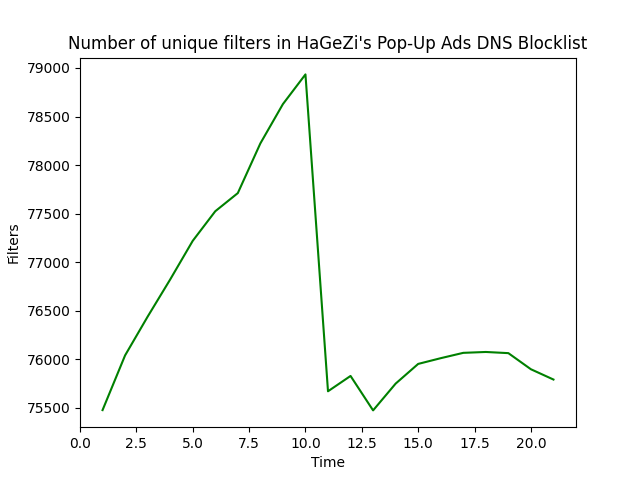 Number of unique filters in HaGeZi's Pop-Up Ads DNS Blocklist
79000
78500
78000
77500
77000
76500
76000
75500
Filters
0.0 2.5 5.0 7.5 10.0 12.5 15.0 17.5 20.0
Time